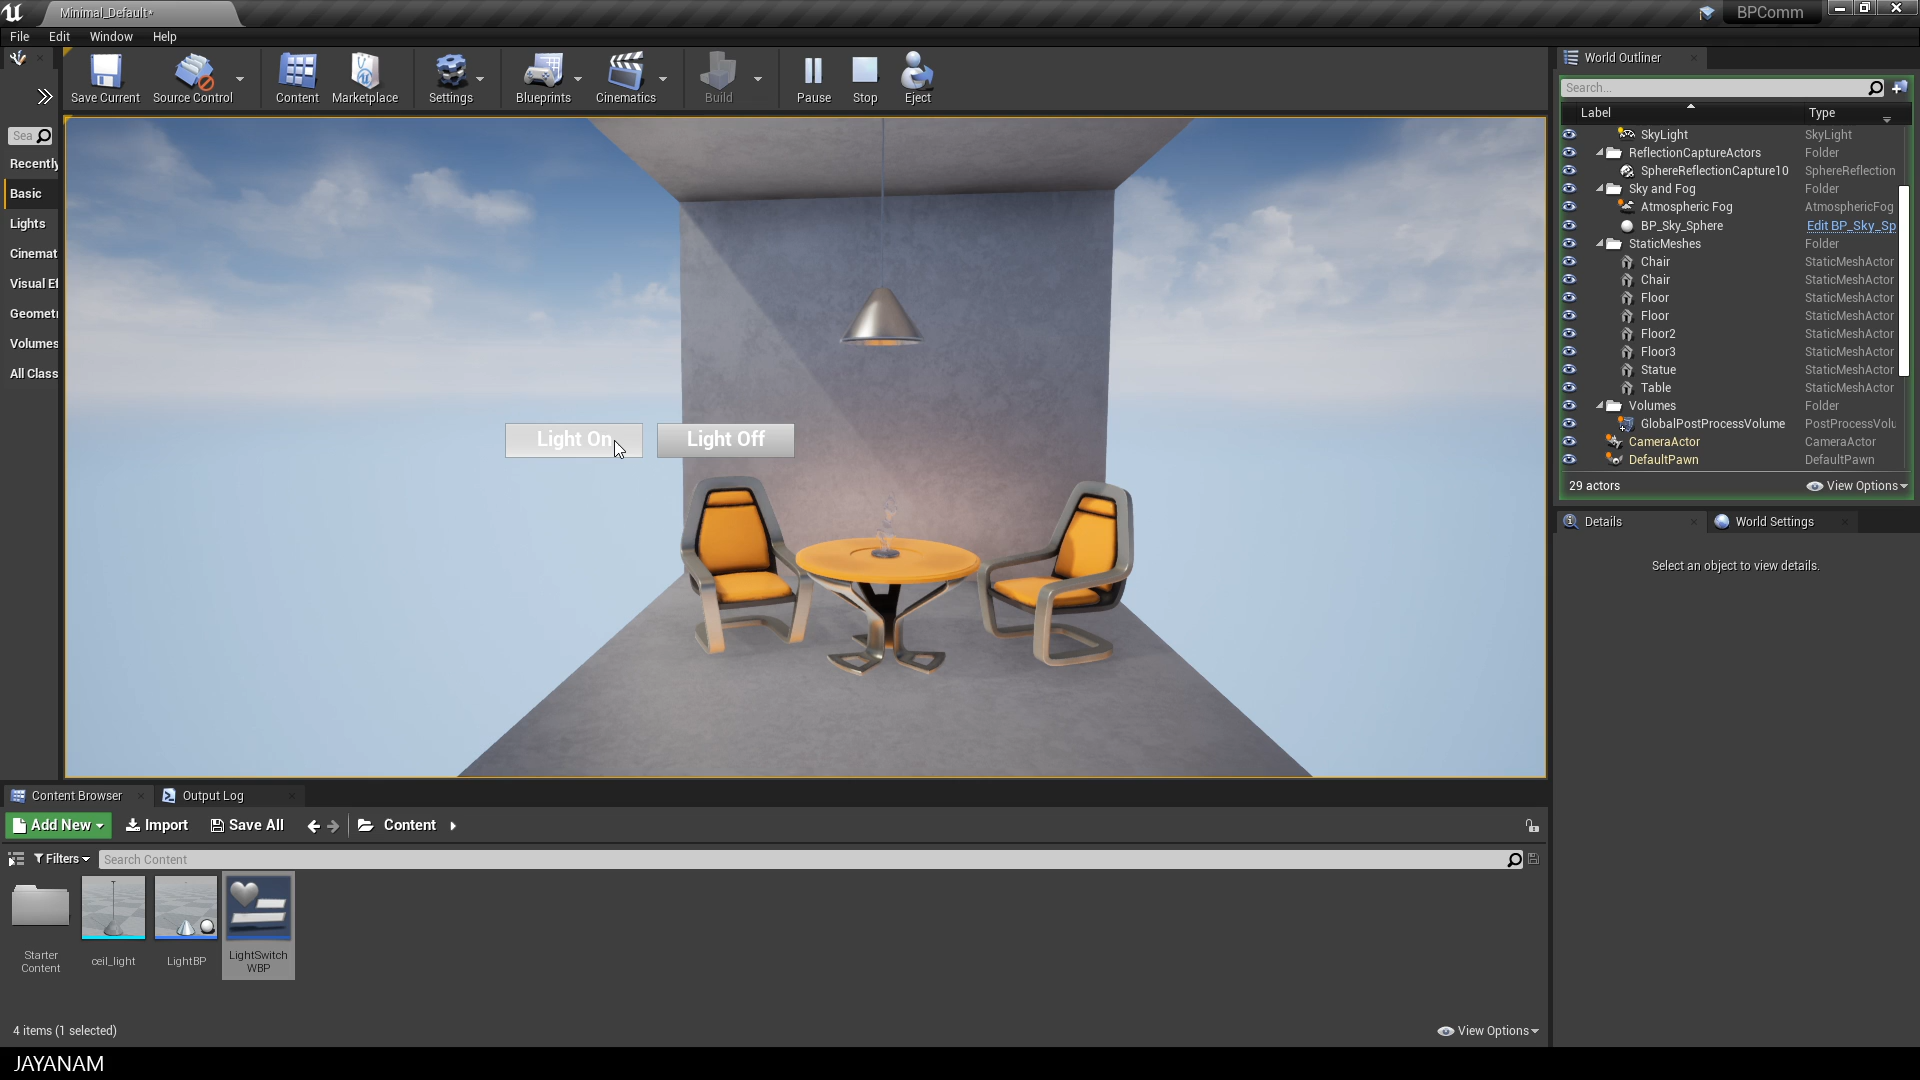 Minimal_Default*
BPComm
File Edit Window Help
Save Current Source Control Content Marketplace Settings Blueprints Cinematics Build Pause Stop Eject
Sea
Recently
Basic
Lights
Cinemat
Visual Ef
Geometr
Volumes
All Class
Light On Light Off
World Outliner
Search...
Label Type
SkyLight SkyLight
ReflectionCaptureActors Folder
SphereReflectionCapture10 SphereReflection
Sky and Fog Folder
Atmospheric Fog AtmosphericFog
BP_Sky_Sphere Edit BP_Sky_Sp
StaticMeshes Folder
Chair StaticMeshActor
Chair StaticMeshActor
Floor StaticMeshActor
Floor StaticMeshActor
Floor2 StaticMeshActor
Floor3 StaticMeshActor
Statue StaticMeshActor
Table StaticMeshActor
Volumes Folder
GlobalPostProcessVolume PostProcessVolu
CameraActor CameraActor
DefaultPawn DefaultPawn
29 actors View Options
Details World Settings
Select an object to view details.
Content Browser Output Log
Add New Import Save All Content
Filters Search Content
Starter
Content
ceil_light
LightBP
LightSwitch
WBP
4 items (1 selected) View Options
JAYANAM